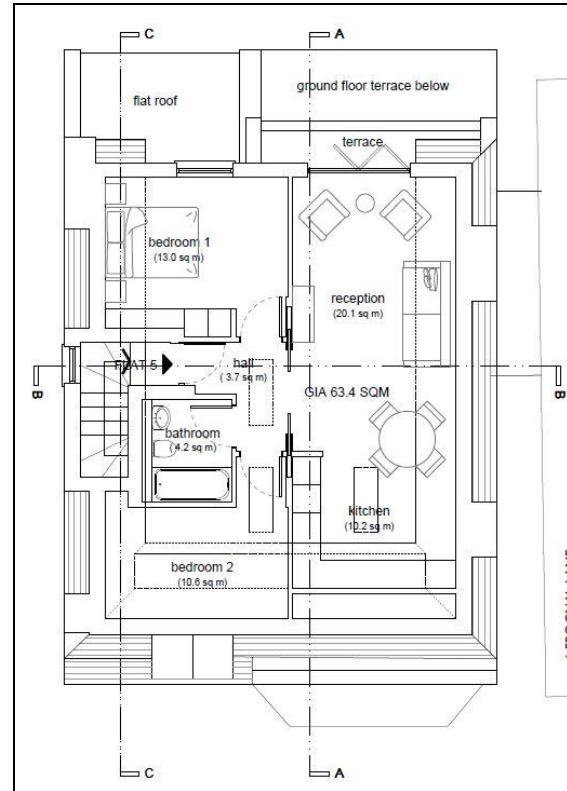 C
A
ground floor terrace below
flat roof
terrace
bedroom 1
(13.0 sq m)
reception
(20.1 sq m)
FLAT 5
hall
( 3.7 sq m)
B
B
GIA 63.4 SQM
bathroom
(4.2 sq m)
kitchen
(10.2 sq m)
bedroom 2
(10.6 sq m)
C
A